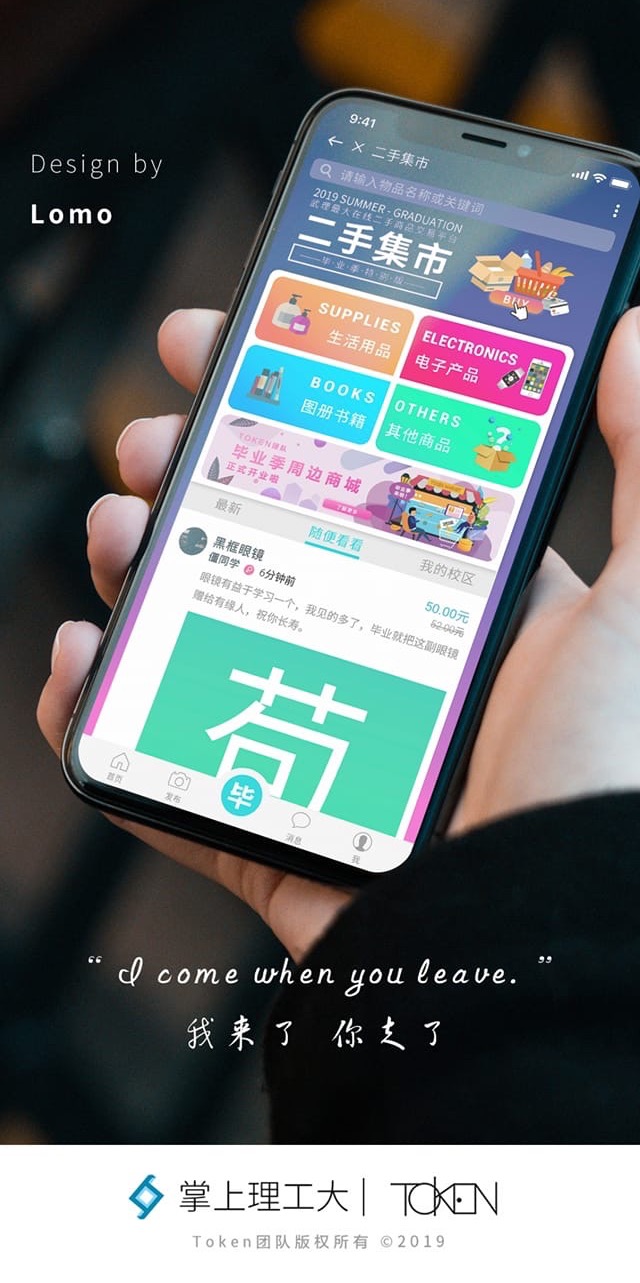 Design by
Lomo
9:41
二手集市
请输入物品名称或关键词
2019 SUMMER - GRADUATION
武理最大在线二手商品交易平台
二手集市
毕·业·季·特·别·版
BUY
SUPPLIES
生活用品
ELECTRONICS
电子产品
BOOKS
图册书籍
OTHERS
其他商品
TOKEN团队
毕业季周边商城
正式开业啦
了解更多
最新
随便看看
我的校区
黑框眼镜
僵同学 6分钟前
50.00元
52.00元
眼镜有益于学习一个，我见的多了，毕业就把这副眼镜
赠给有缘人，祝你长寿。
苟
首页
发布
毕
消息
我
“ I come when you leave. ”
我来了 你走了
掌上理工大 | TOKEN
Token团队版权所有 ©2019